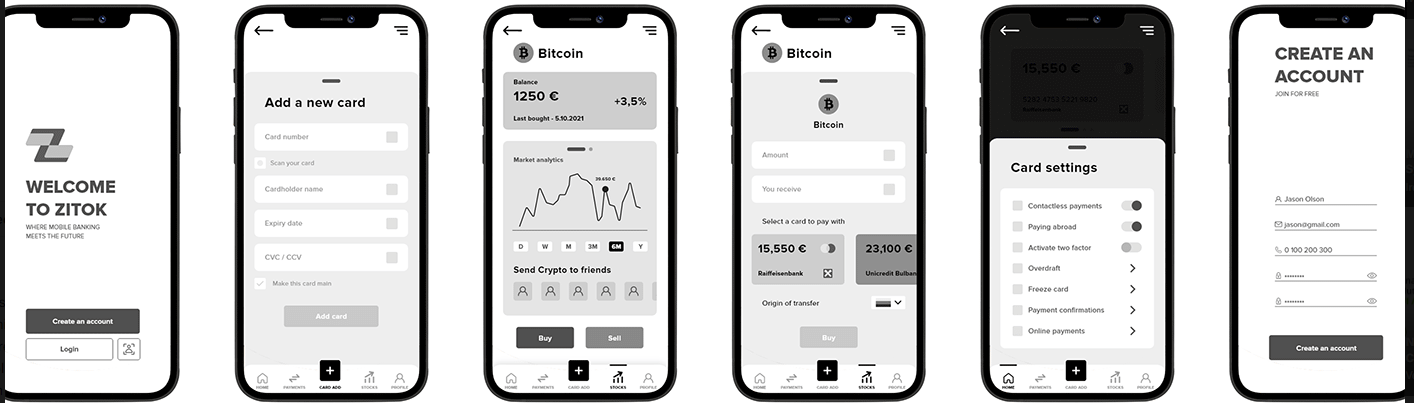 WELCOME
TO ZITOK
WHERE MOBILE BANKING
MEETS THE FUTURE
Create an account
Login
Add a new card
Card number
Scan your card
Cardholder name
Expiry date
CVC / CCV
Make this card main
Add card
HOME
PAYMENTS
CARD ADD
STOCKS
PROFILE
Bitcoin
Balance
1250 €
+3,5%
Last bought - 5.10.2021
Market analytics
39.650 €
D W M 3M 6M Y
Send Crypto to friends
Buy
Sell
HOME
PAYMENTS
CARD ADD
STOCKS
PROFILE
Bitcoin
Bitcoin
Amount
You receive
Select a card to pay with
15,550 €
Raiffeisenbank
23,100 €
Unicredit Bulban
Origin of transfer
Buy
HOME
PAYMENTS
CARD ADD
STOCKS
PROFILE
15,550 €
Raiffeisenbank
Card settings
Contactless payments
Paying abroad
Activate two factor
Overdraft
Freeze card
Payment confirmations
Online payments
HOME
PAYMENTS
CARD ADD
STOCKS
PROFILE
CREATE AN
ACCOUNT
JOIN FOR FREE
Jason Olson
jason@gmail.com
0 100 200 300
Create an account